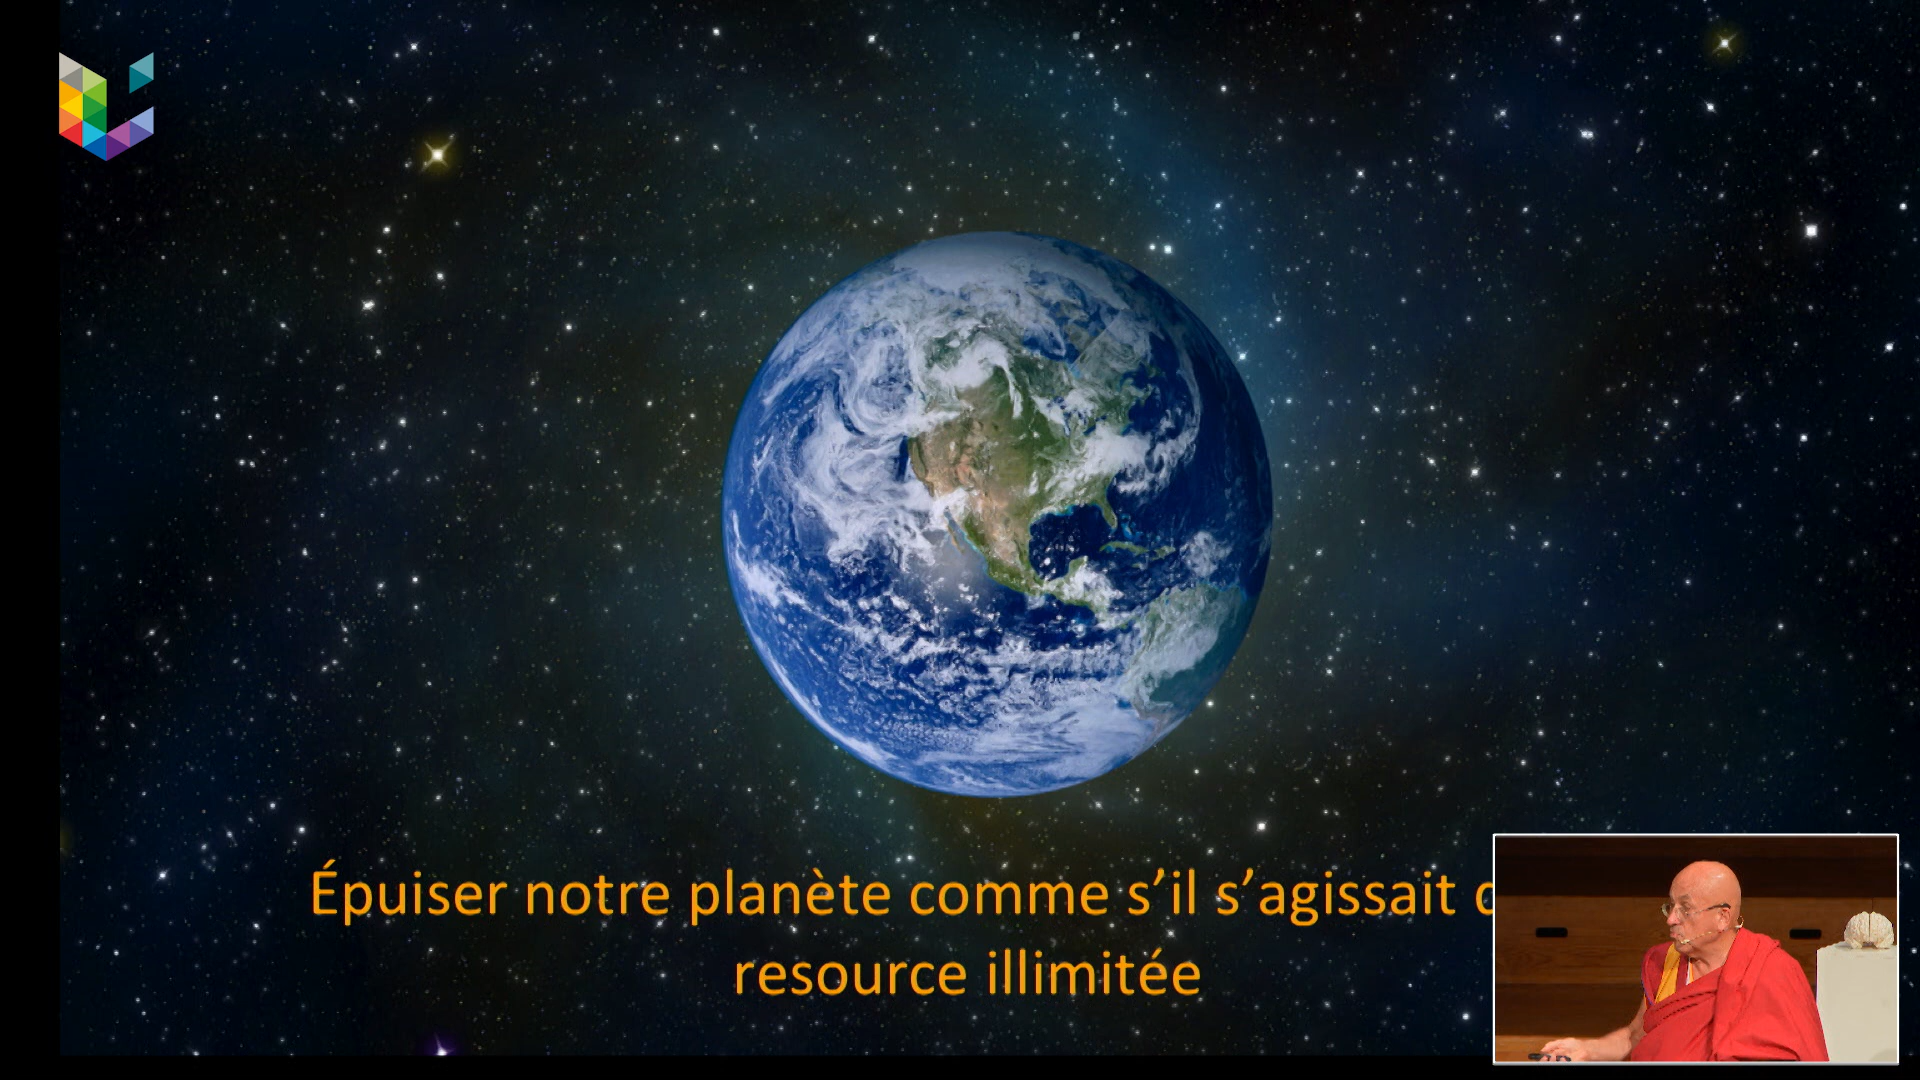 Épuiser notre planète comme s’il s’agissait
resource illimitée